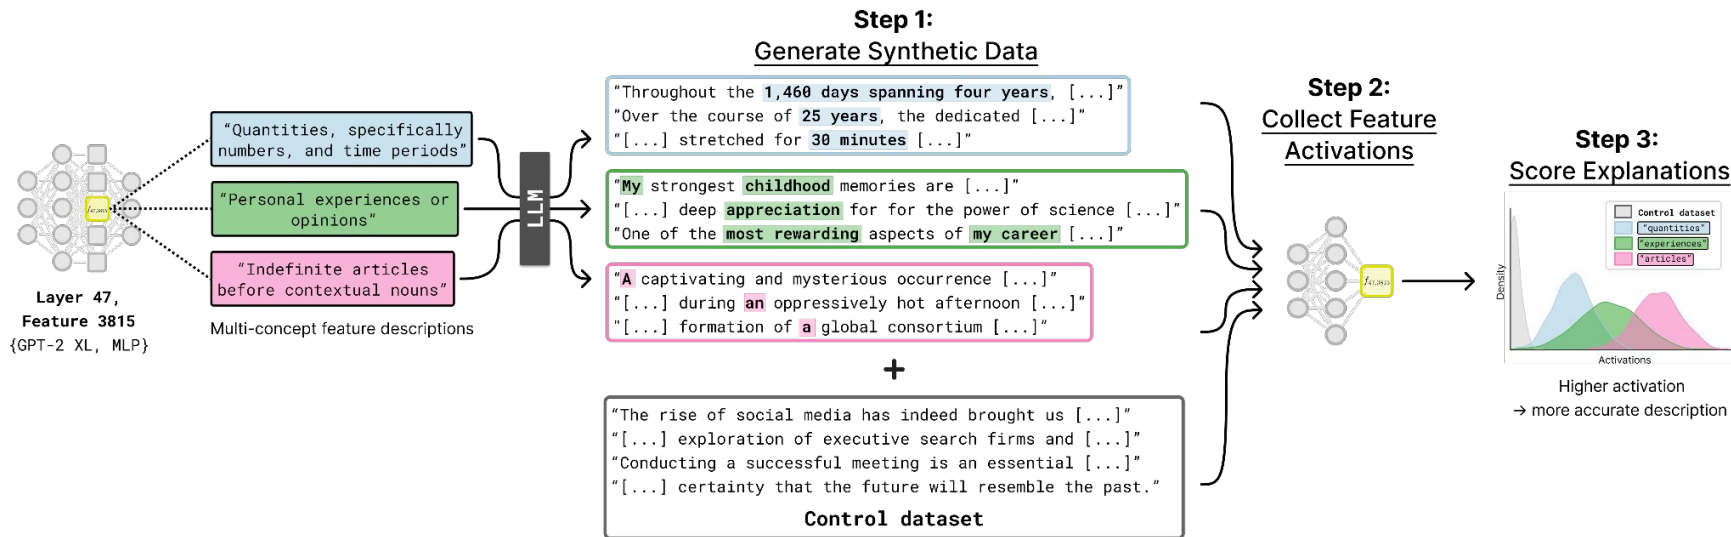 Step 1:
Generate Synthetic Data
Step 2:
Collect Feature
Activations
Step 3:
Score Explanations
Layer 47,
Feature 3815
{GPT-2 XL, MLP}
"Quantities, specifically
numbers, and time periods"
"Personal experiences or
opinions"
"Indefinite articles
before contextual nouns"
Multi-concept feature descriptions
LLM
"Throughout the 1,460 days spanning four years, [...]"
"Over the course of 25 years, the dedicated [...]"
"[...] stretched for 30 minutes [...]"
"My strongest childhood memories are [...]"
"[...] deep appreciation for for the power of science [...]"
"One of the most rewarding aspects of my career [...]"
"A captivating and mysterious occurrence [...]
"[...] during an oppressively hot afternoon [...]"
"[...] formation of a global consortium [...]"
+
"The rise of social media has indeed brought us [...]"
"[...] exploration of executive search firms and [...]"
"Conducting a successful meeting is an essential [...]"
"[...] certainty that the future will resemble the past."
Control dataset
f47,3815
Control dataset
"quantities"
"experiences"
"articles"
Density
Activations
Higher activation
→ more accurate description